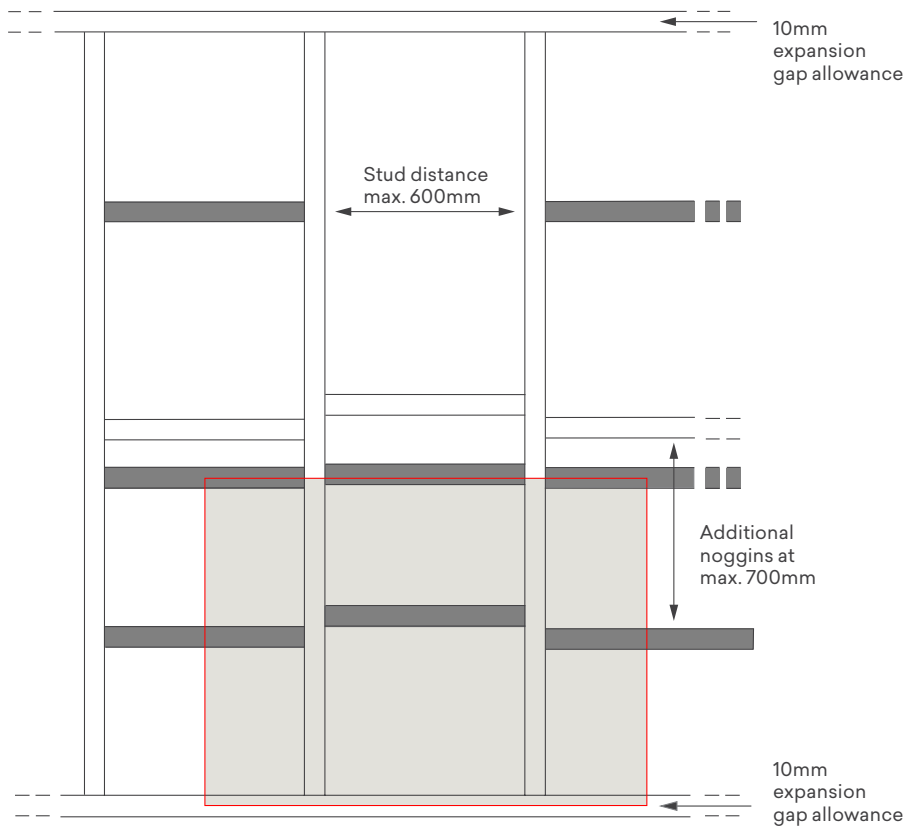 10mm
expansion
gap allowance
Stud distance
max. 600mm
Additional
noggins at
max. 700mm
10mm
expansion
gap allowance